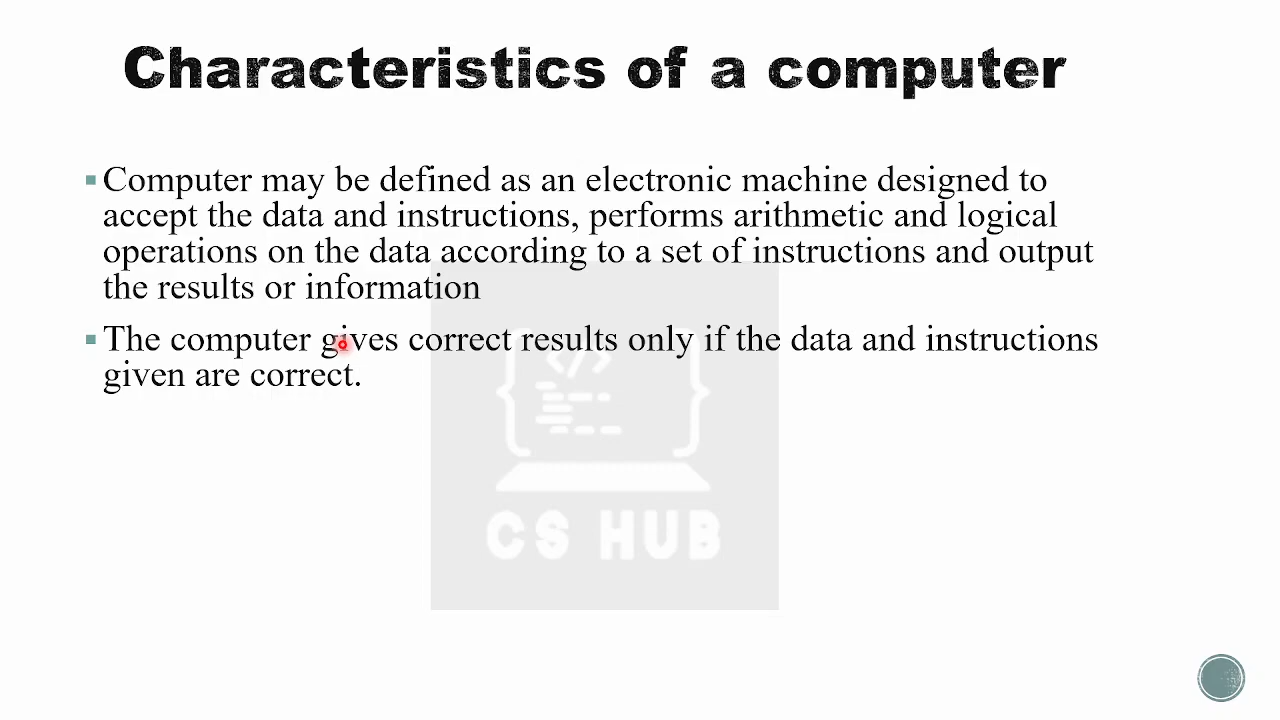 Characteristics of a computer
Computer may be defined as an electronic machine designed to
accept the data and instructions, performs arithmetic and logical
operations on the data according to a set of instructions and output
the results or information
The computer gives correct results only if the data and instructions
given are correct.
</>
CS HUB